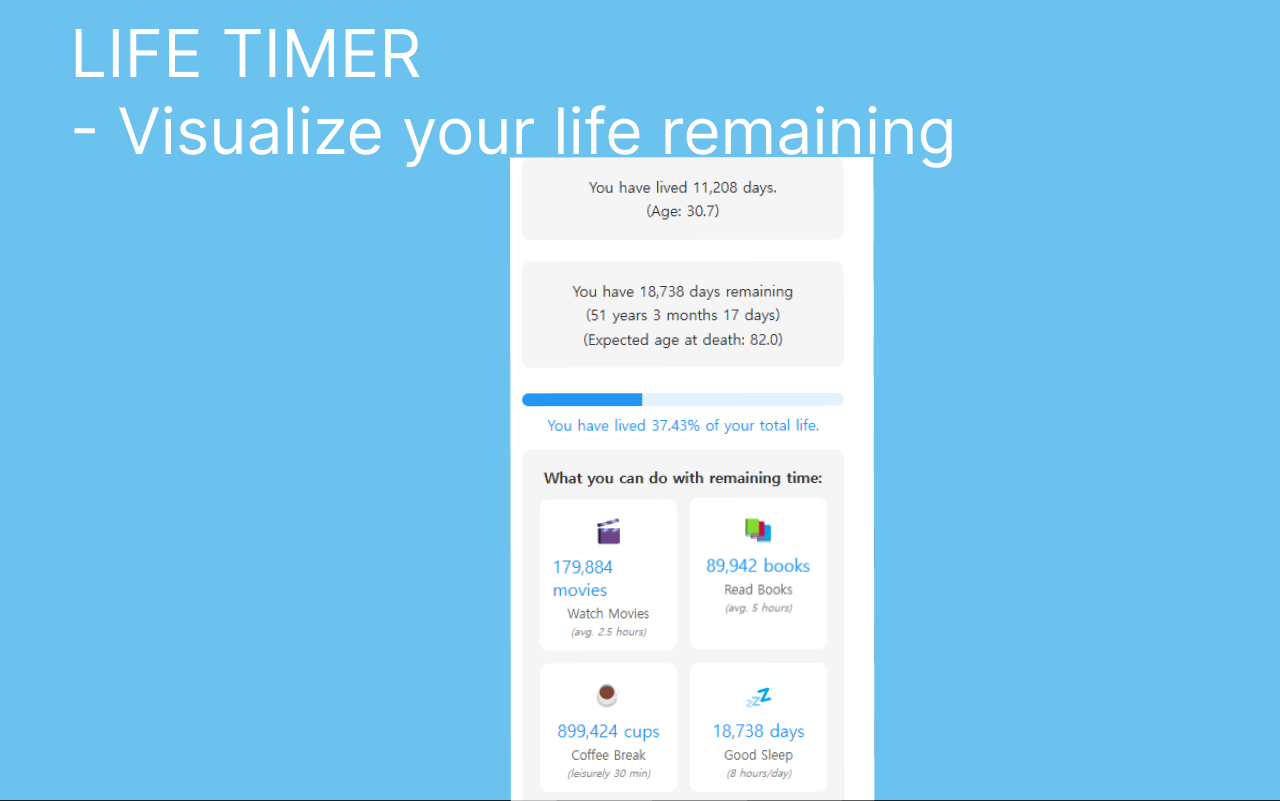 LIFE TIMER
- Visualize your life remaining
You have lived 11,208 days.
(Age: 30.7)
You have 18,738 days remaining
(51 years 3 months 17 days)
(Expected age at death: 82.0)
You have lived 37.43% of your total life.
What you can do with remaining time:
179,884
movies
Watch Movies
(avg. 2.5 hours)
89,942 books
Read Books
(avg. 5 hours)
899,424 cups
Coffee Break
(leisurely 30 min)
zzZ
18,738 days
Good Sleep
(8 hours/day)